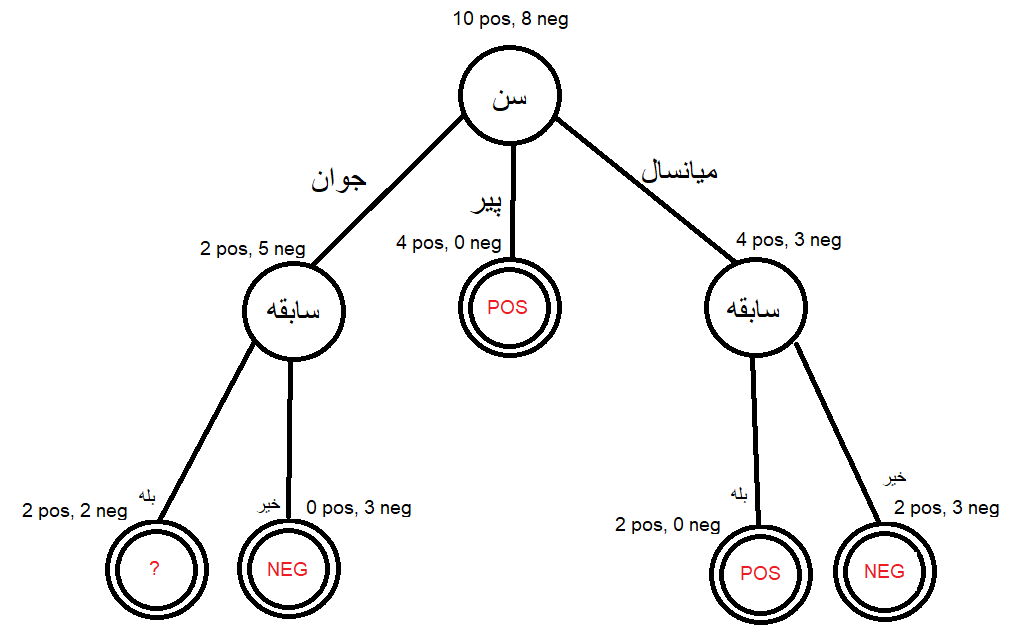 10 pos, 8 neg
سن
جوان
پیر
میانسال
2 pos, 5 neg
4 pos, 0 neg
4 pos, 3 neg
سابقه
POS
سابقه
بله
خیر
بله
خیر
2 pos, 2 neg
0 pos, 3 neg
2 pos, 0 neg
2 pos, 3 neg
?
NEG
POS
NEG